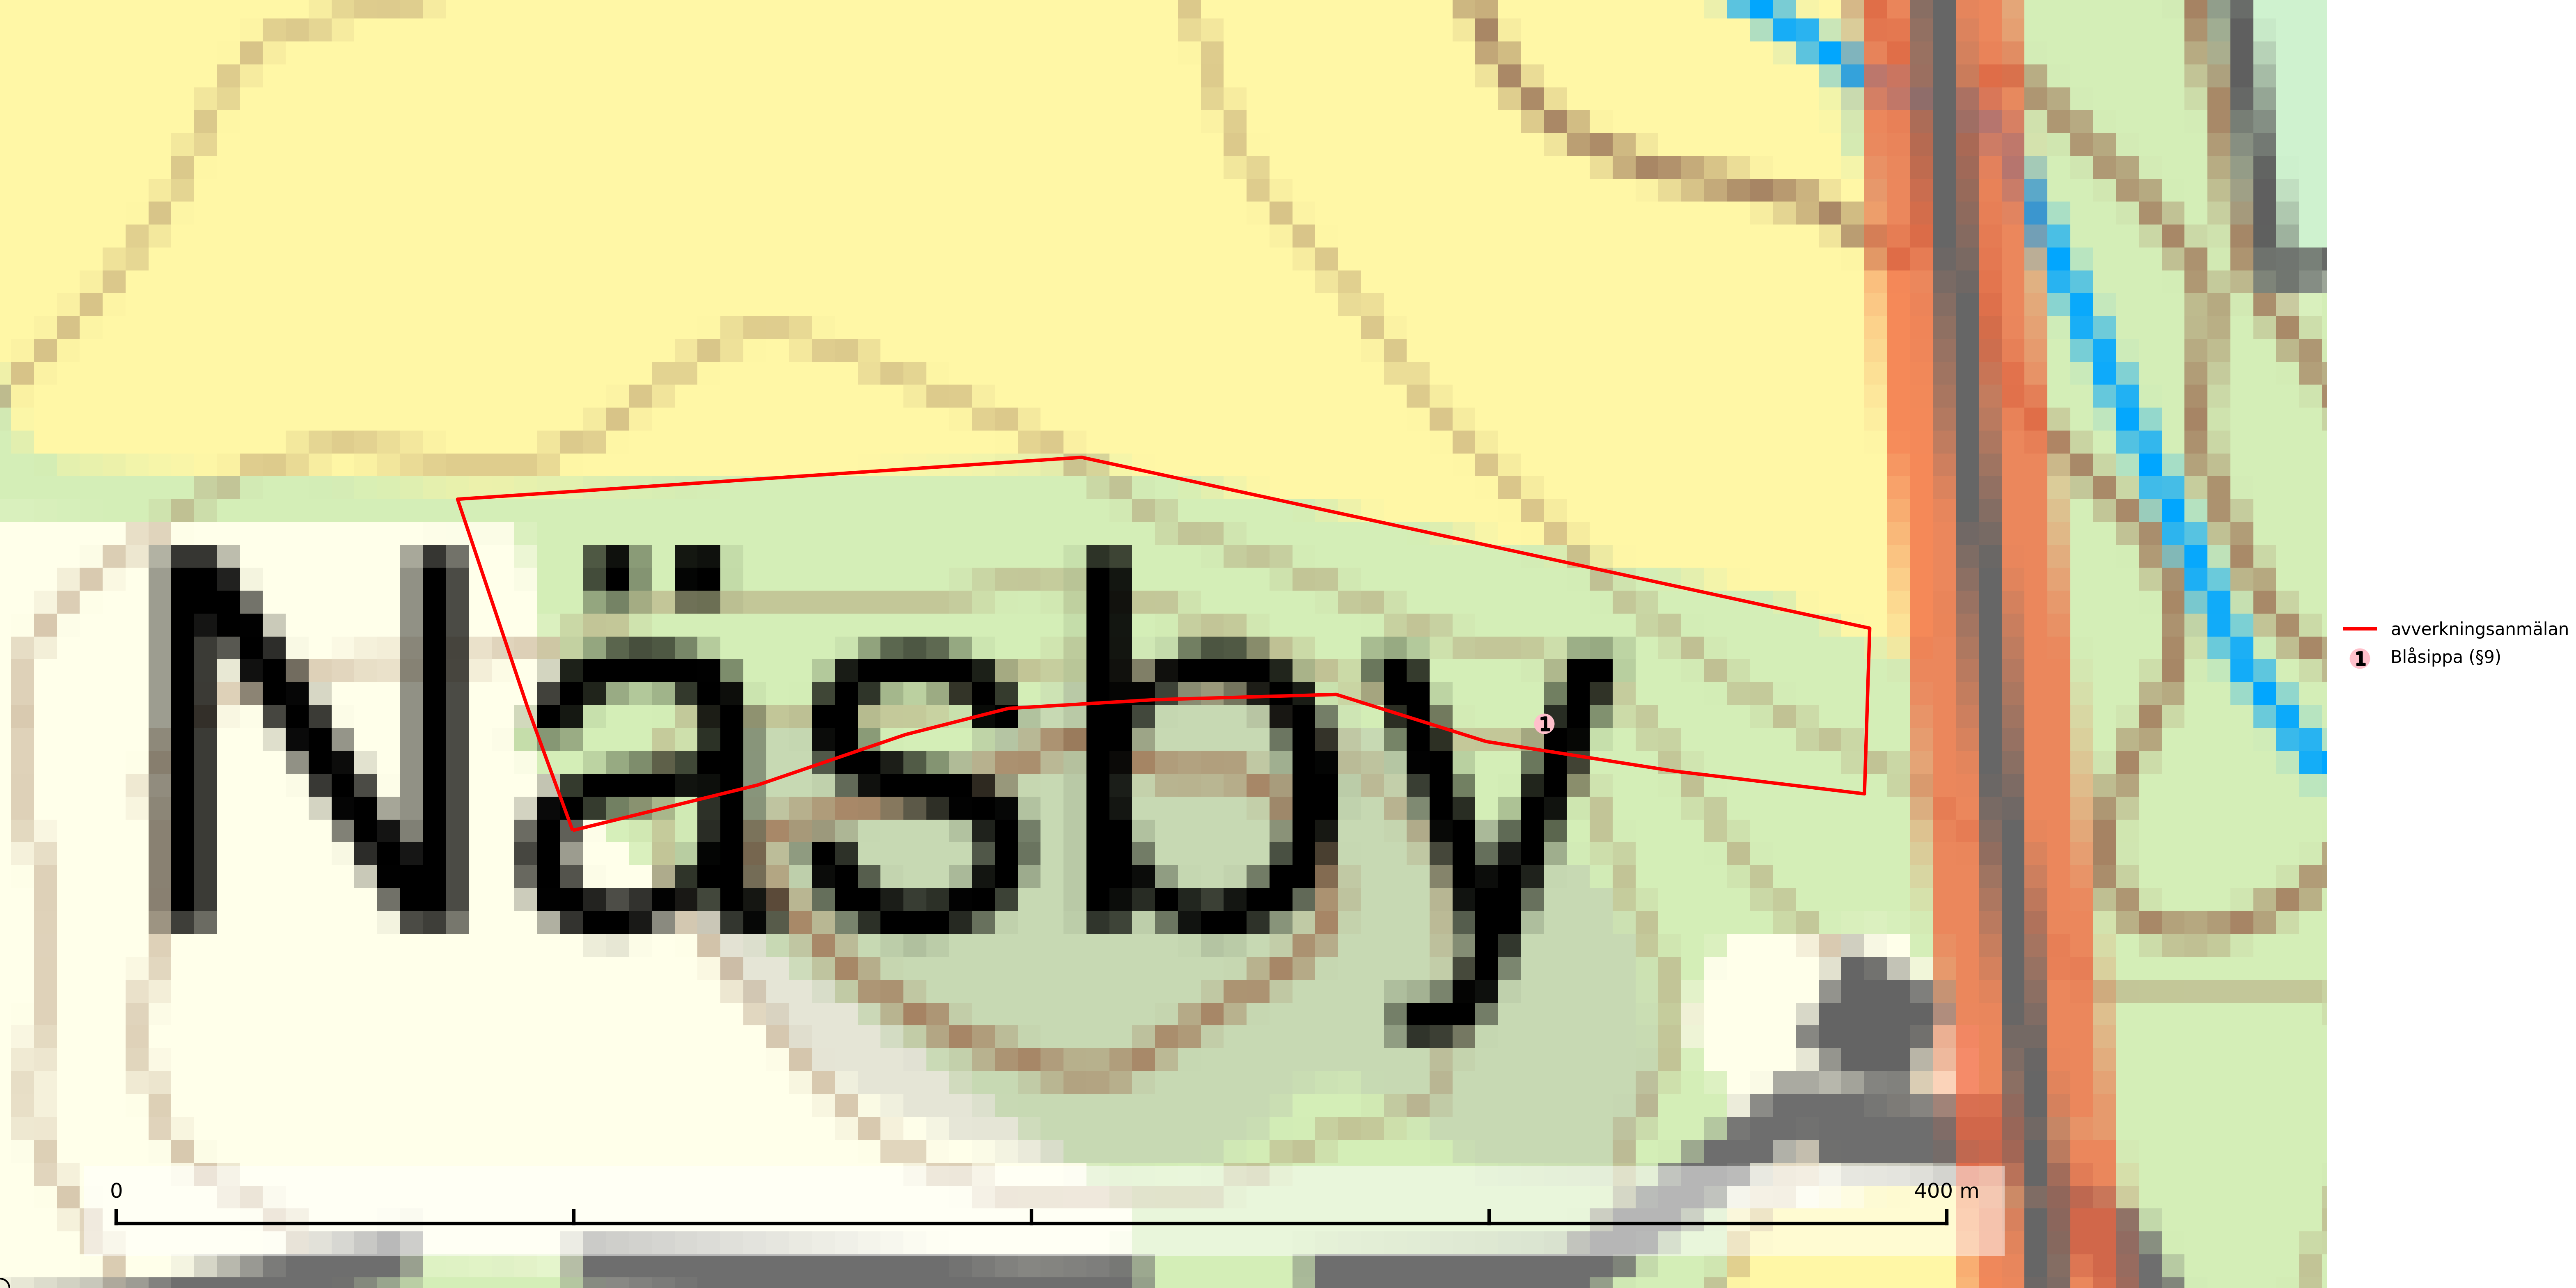 Näsby
1
0
400 m
avverkningsanmälan
1 Blåsippa (§9)